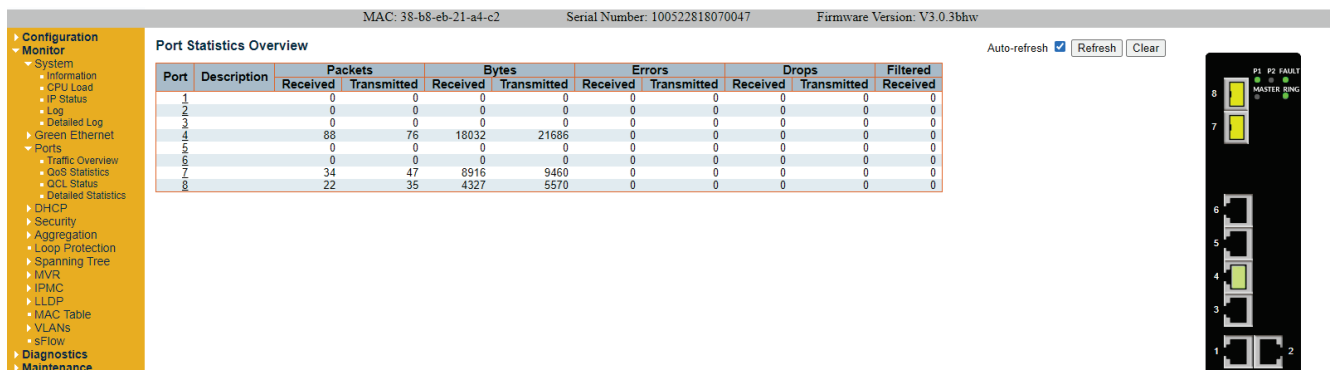 MAC: 38-b8-eb-21-a4-c2 Serial Number: 100522818070047 Firmware Version: V3.0.3bhw
Configuration
Monitor
System
Information
CPU Load
IP Status
Log
Detailed Log
Green Ethernet
Ports
Traffic Overview
QoS Statistics
QCL Status
Detailed Statistics
DHCP
Security
Aggregation
Loop Protection
Spanning Tree
MVR
IPMC
LLDP
MAC Table
VLANs
sFlow
Diagnostics
Maintenance
Port Statistics Overview
Auto-refresh Refresh Clear
Port Description Packets Bytes Errors Drops Filtered
Received Transmitted Received Transmitted Received Transmitted Received Transmitted Received
1 0 0 0 0 0 0 0 0 0
2 0 0 0 0 0 0 0 0 0
3 0 0 0 0 0 0 0 0 0
4 88 76 18032 21686 0 0 0 0 0
5 0 0 0 0 0 0 0 0 0
6 0 0 0 0 0 0 0 0 0
7 34 47 8916 9460 0 0 0 0 0
8 22 35 4327 5570 0 0 0 0 0
P1 P2 FAULT
MASTER RING
8
7
6
5
4
3
1 2